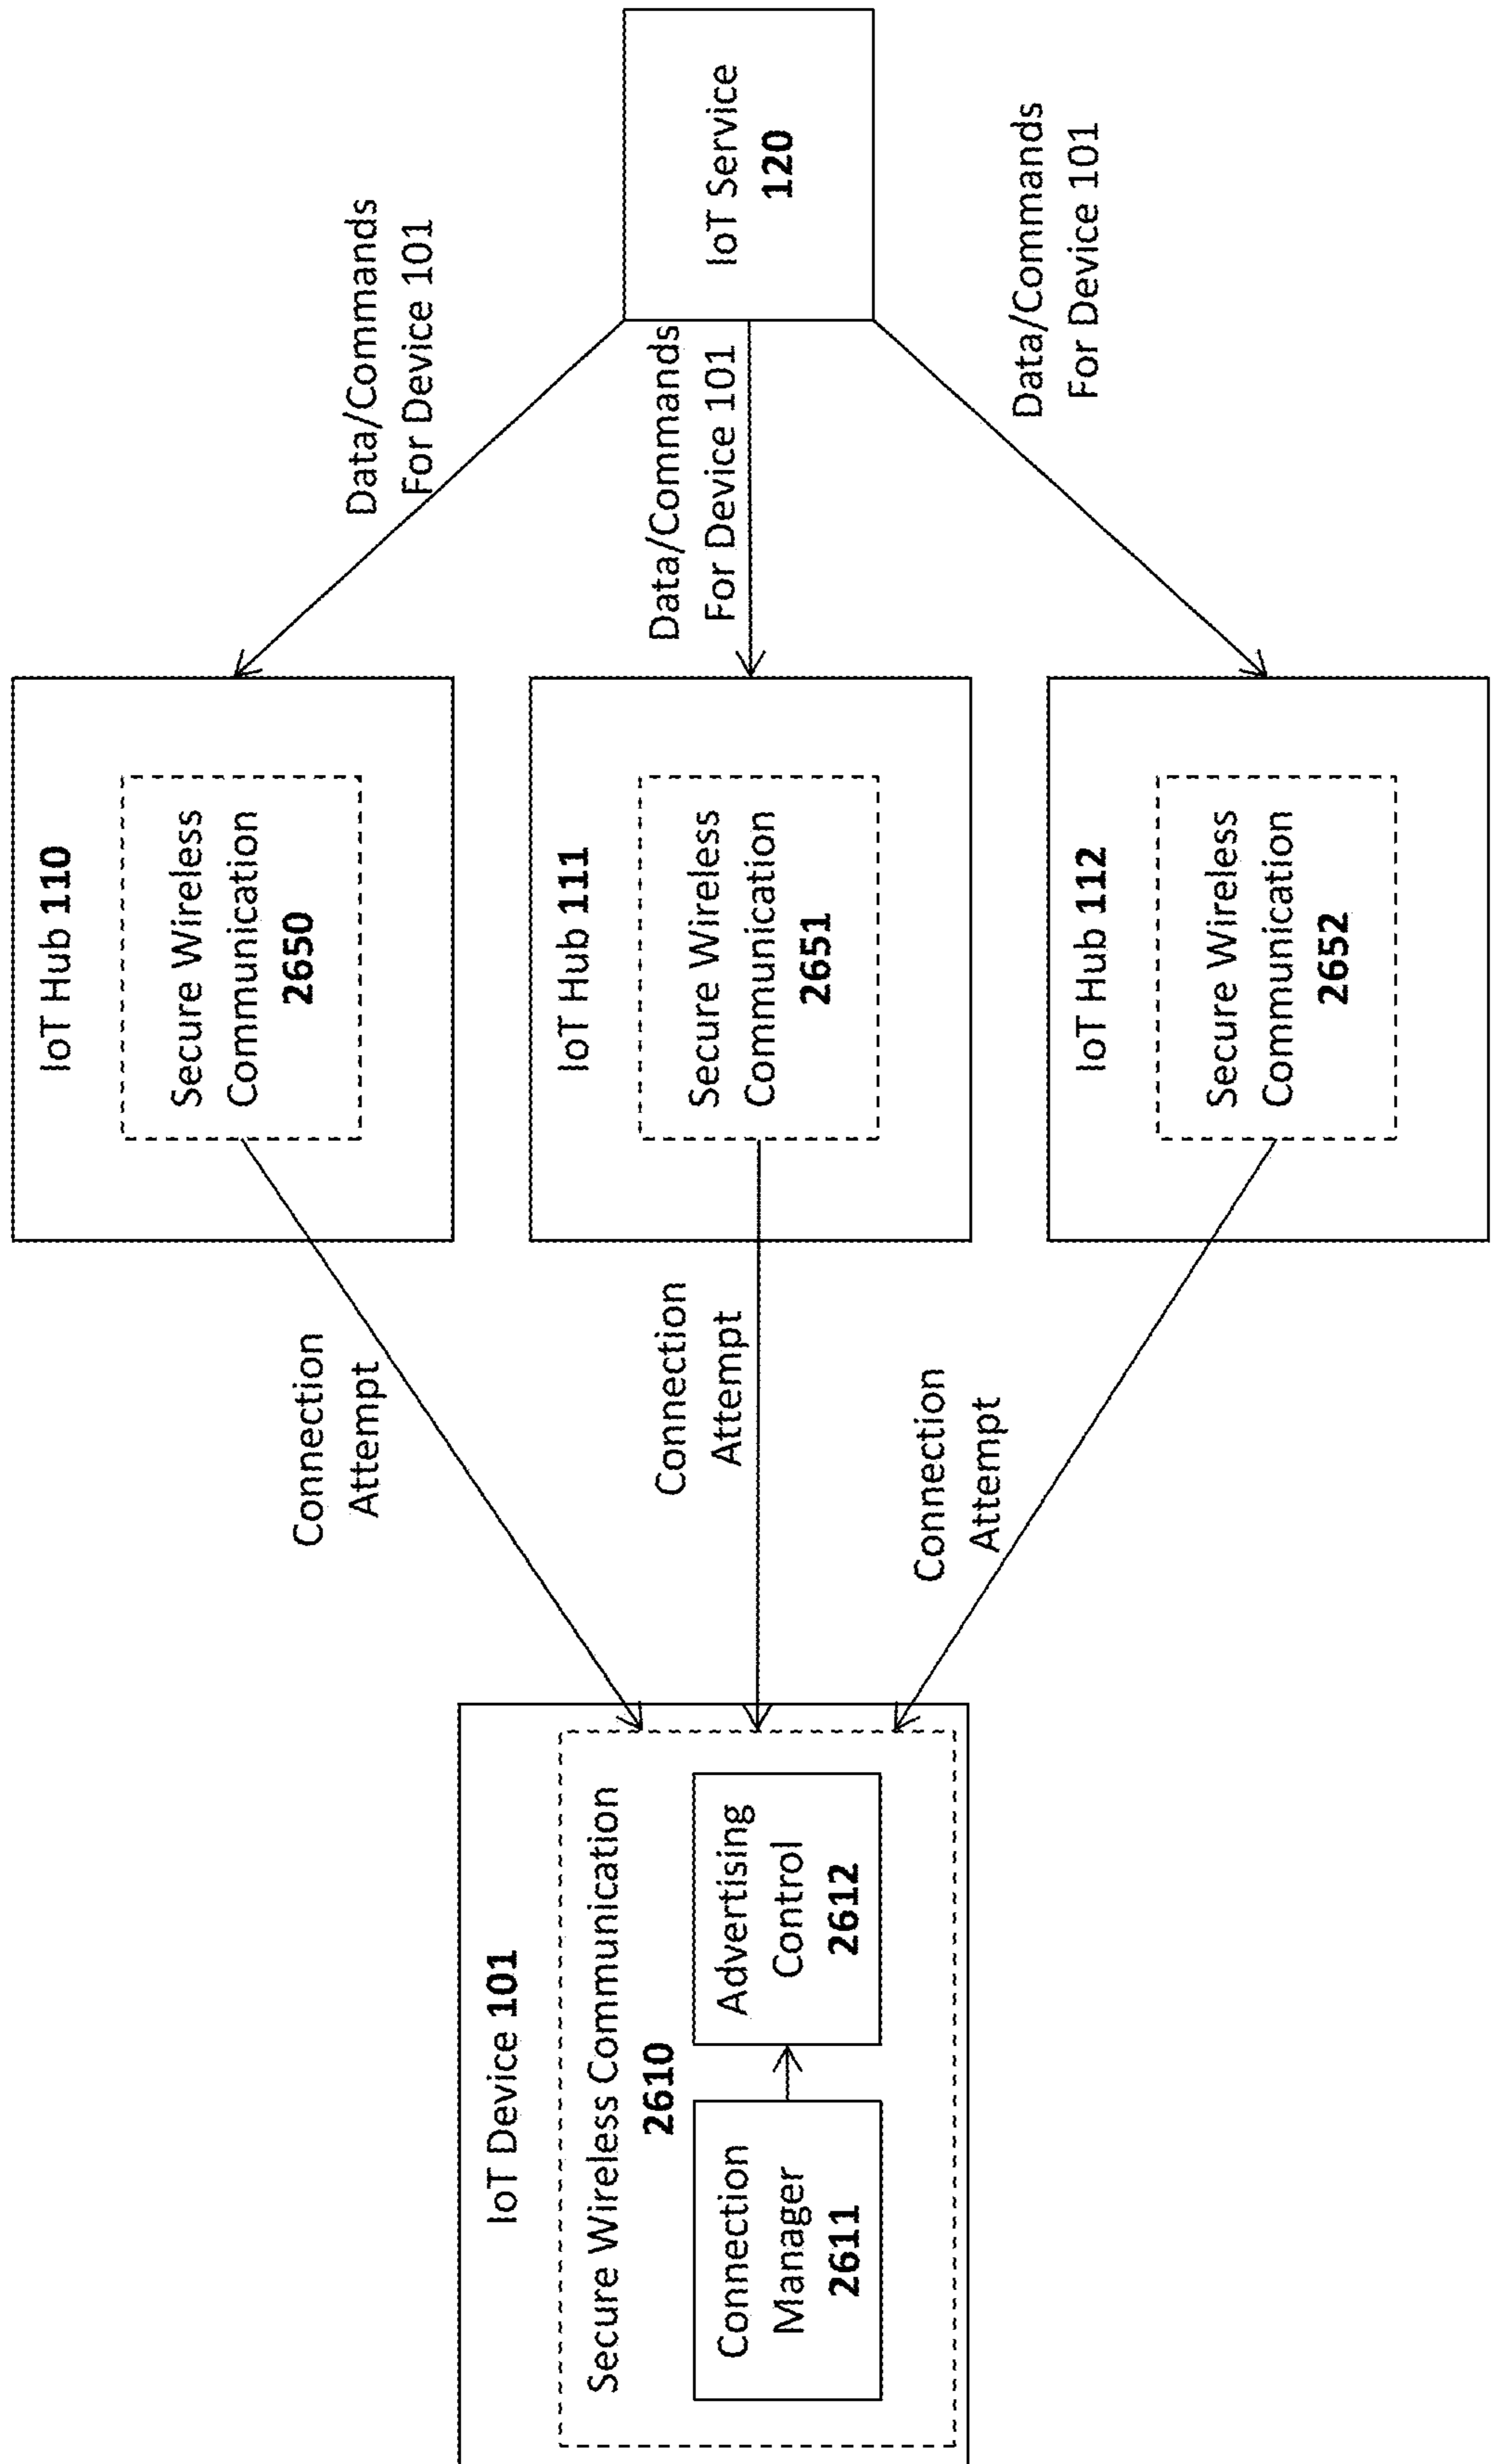 IoT Device 101
Secure Wireless Communication
2610
Connection
Manager
2611
Advertising
Control
2612
Connection
Attempt
Connection
Attempt
Connection
Attempt
IoT Hub 110
Secure Wireless
Communication
2650
IoT Hub 111
Secure Wireless
Communication
2651
IoT Hub 112
Secure Wireless
Communication
2652
Data/Commands
For Device 101
Data/Commands
For Device 101
Data/Commands
For Device 101
IoT Service
120